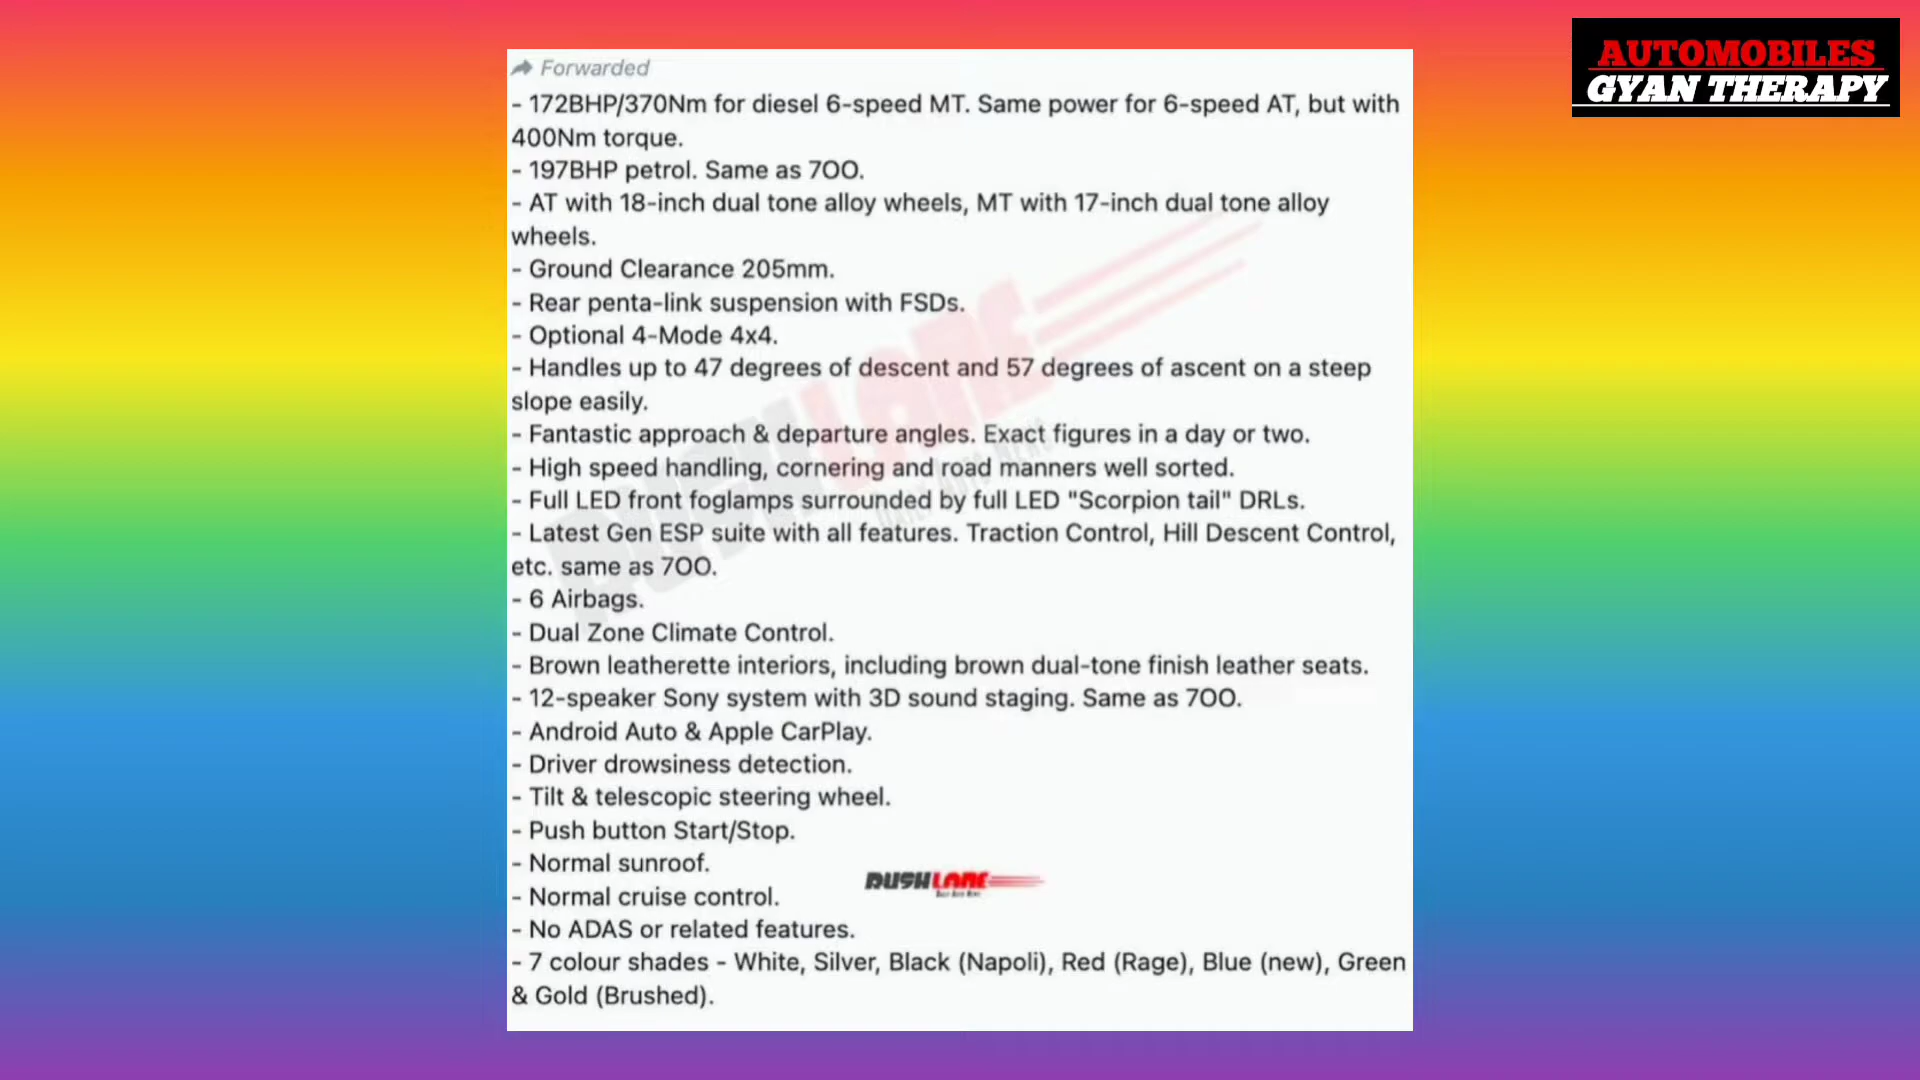 AUTOMOBILES
GYAN THERAPY
Forwarded
- 172BHP/370Nm for diesel 6-speed MT. Same power for 6-speed AT, but with
400Nm torque.
- 197BHP petrol. Same as 7OO.
- AT with 18-inch dual tone alloy wheels, MT with 17-inch dual tone alloy
wheels.
- Ground Clearance 205mm.
- Rear penta-link suspension with FSDs.
- Optional 4-Mode 4x4.
- Handles up to 47 degrees of descent and 57 degrees of ascent on a steep
slope easily.
- Fantastic approach & departure angles. Exact figures in a day or two.
- High speed handling, cornering and road manners well sorted.
- Full LED front foglamps surrounded by full LED "Scorpion tail" DRLs.
- Latest Gen ESP suite with all features. Traction Control, Hill Descent Control,
etc. same as 7OO.
- 6 Airbags.
- Dual Zone Climate Control.
- Brown leatherette interiors, including brown dual-tone finish leather seats.
- 12-speaker Sony system with 3D sound staging. Same as 7OO.
- Android Auto & Apple CarPlay.
- Driver drowsiness detection.
- Tilt & telescopic steering wheel.
- Push button Start/Stop.
- Normal sunroof.
- Normal cruise control.
- No ADAS or related features.
- 7 colour shades - White, Silver, Black (Napoli), Red (Rage), Blue (new), Green
& Gold (Brushed).
RUSHLANE
DAILY AUTO NEWS
RUSHLANE